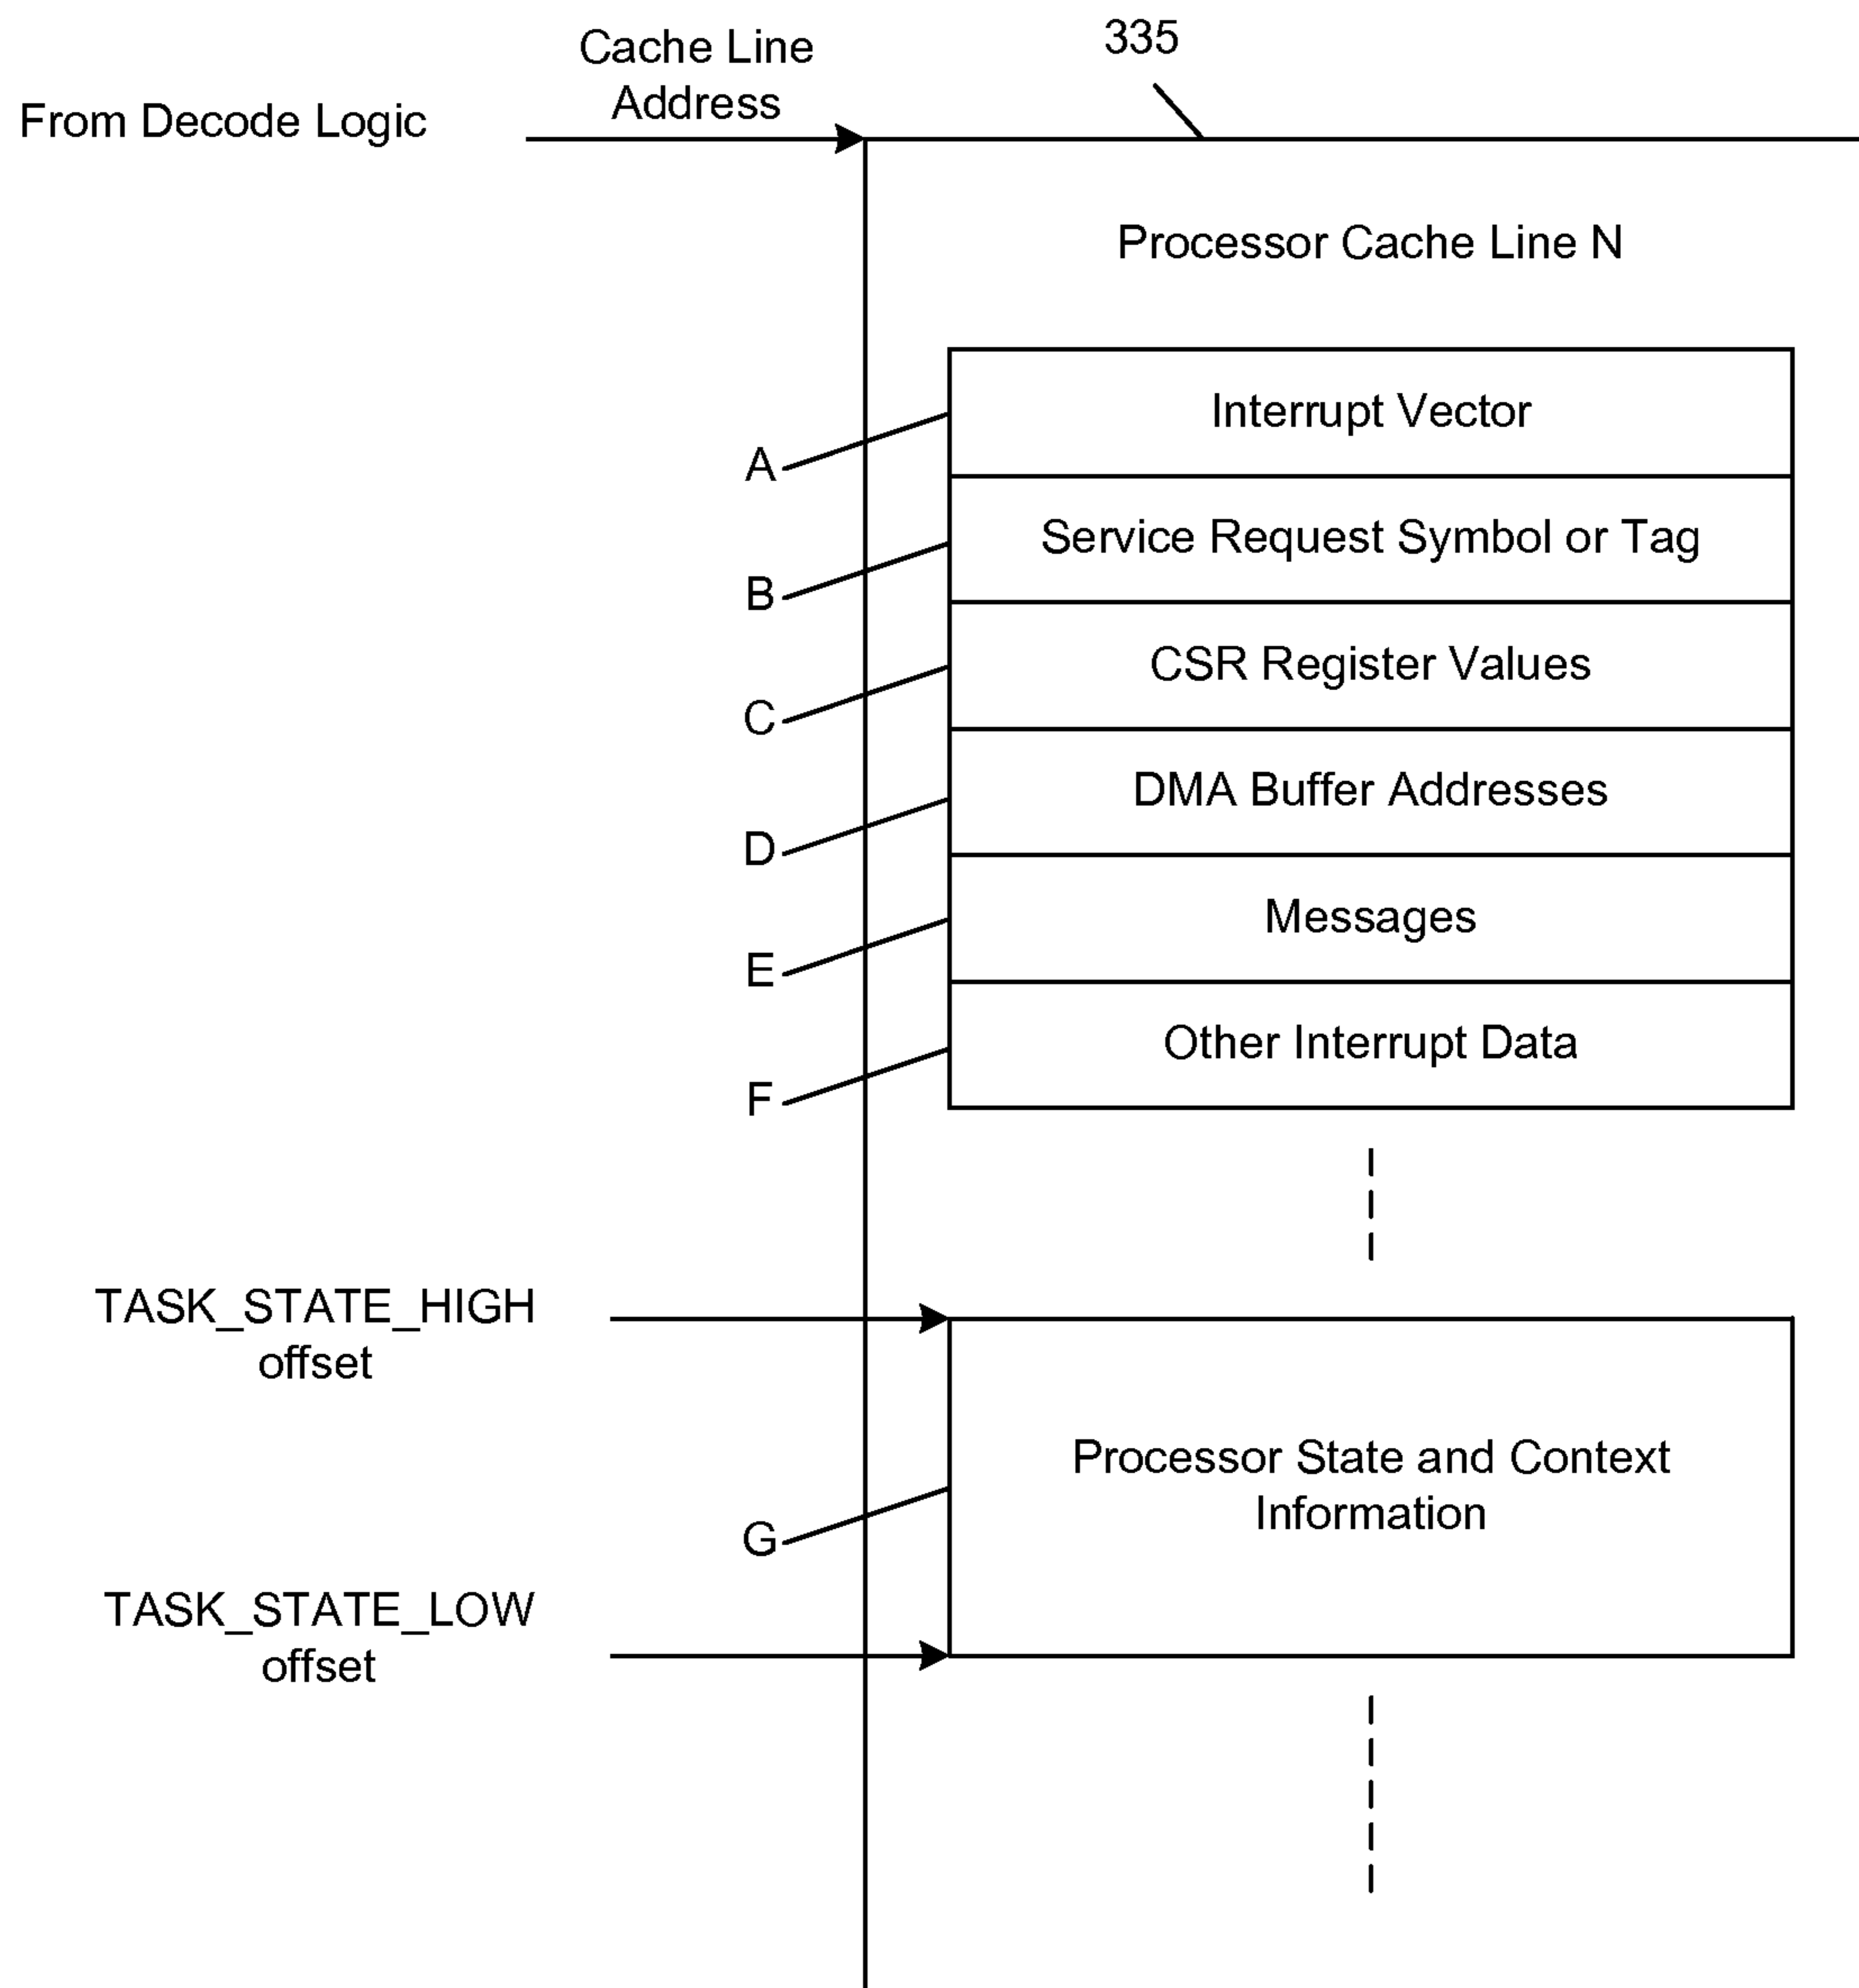 335
Cache Line
Address
From Decode Logic
Processor Cache Line N
Interrupt Vector
A
Service Request Symbol or Tag
B
CSR Register Values
C
DMA Buffer Addresses
D
Messages
E
Other Interrupt Data
F
TASK_STATE_HIGH
offset
Processor State and Context
Information
G
TASK_STATE_LOW
offset